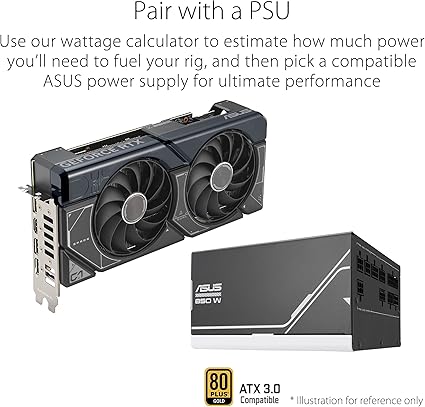 Pair with a PSU
Use our wattage calculator to estimate how much power
you'll need to fuel your rig, and then pick a compatible
ASUS power supply for ultimate performance
GEFORCE RTX
ASUS
ASUS
850 W
80
PLUS
GOLD
ATX 3.0
Compatible
* Illustration for reference only